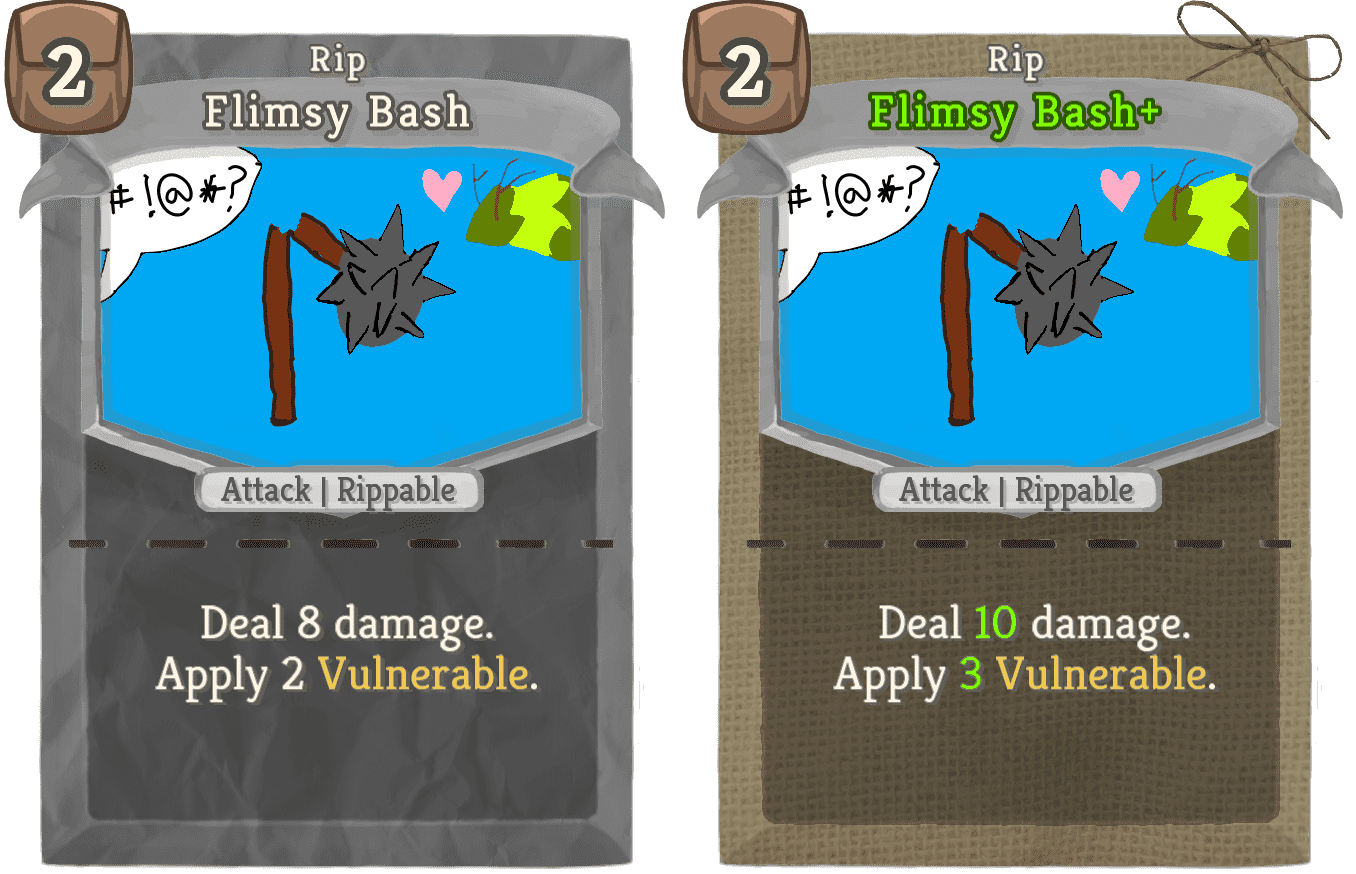 2
Rip
Flimsy Bash
#!@*?
Attack | Rippable
Deal 8 damage.
Apply 2 Vulnerable.
2
Rip
Flimsy Bash+
#!@*?
Attack | Rippable
Deal 10 damage.
Apply 3 Vulnerable.